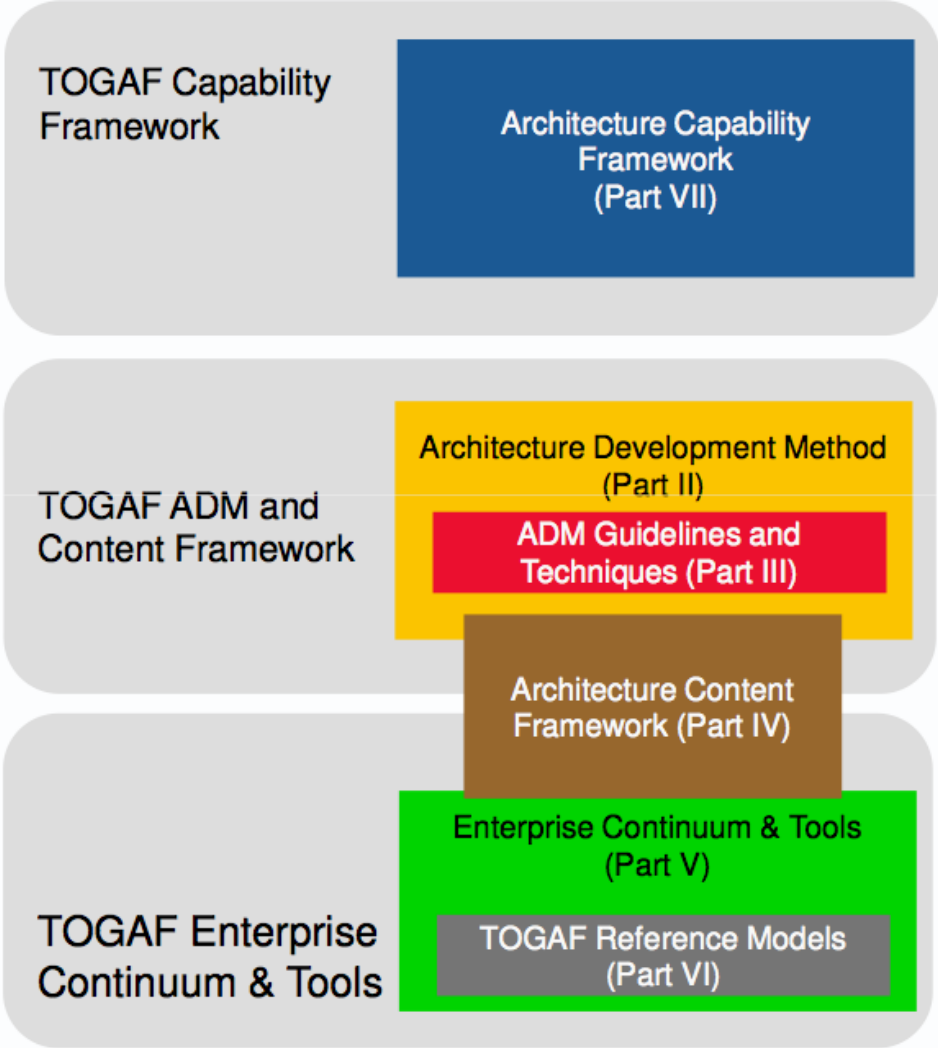 TOGAF Capability
Framework
Architecture Capability
Framework
(Part VII)
TOGAF ADM and
Content Framework
Architecture Development Method
(Part II)
ADM Guidelines and
Techniques (Part III)
Architecture Content
Framework (Part IV)
TOGAF Enterprise
Continuum & Tools
Enterprise Continuum & Tools
(Part V)
TOGAF Reference Models
(Part VI)